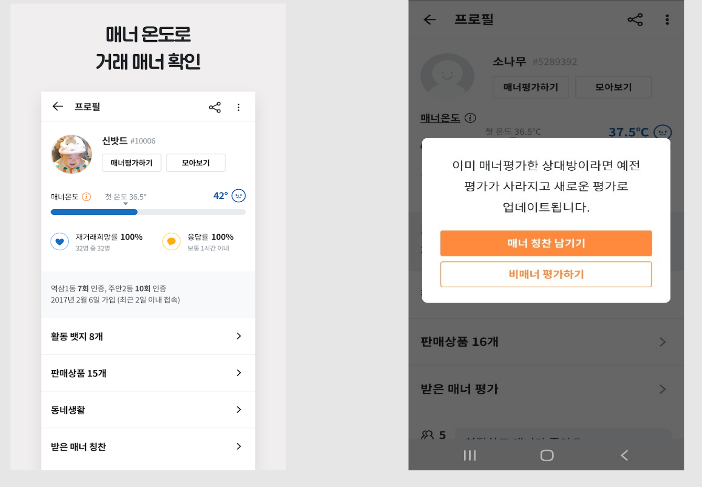 매너 온도로
거래 매너 확인
프로필
신밧드 #10006
매너평가하기 모아보기
매너온도 첫 온도 36.5° 42°
재거래희망률 100%
32명 중 32명
응답률 100%
보통 1시간 이내
역삼1동 7회 인증, 주안2동 10회 인증
2017년 2월 6일 가입 (최근 2일 이내 접속)
활동 뱃지 8개
판매상품 15개
동네생활
받은 매너 칭찬
프로필
소나무 #5289392
매너평가하기 모아보기
매너온도
첫 온도 36.5℃ 37.5℃
이미 매너평가한 상대방이라면 예전
평가가 사라지고 새로운 평가로
업데이트됩니다.
매너 칭찬 남기기
비매너 평가하기
판매상품 16개
받은 매너 평가
5